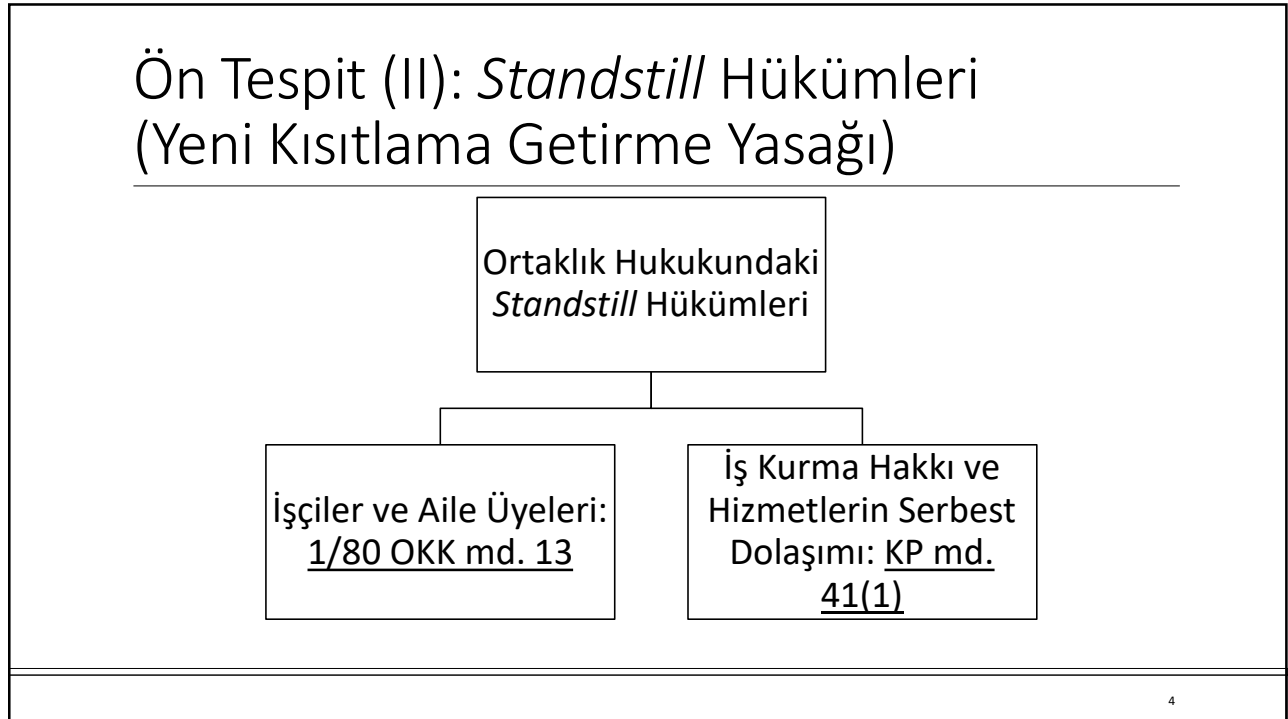 Ön Tespit (II): Standstill Hükümleri
(Yeni Kısıtlama Getirme Yasağı)
Ortaklık Hukukundaki
Standstill Hükümleri
İşçiler ve Aile Üyeleri:
1/80 OKK md. 13
İş Kurma Hakkı ve
Hizmetlerin Serbest
Dolaşımı: KP md.
41(1)
4